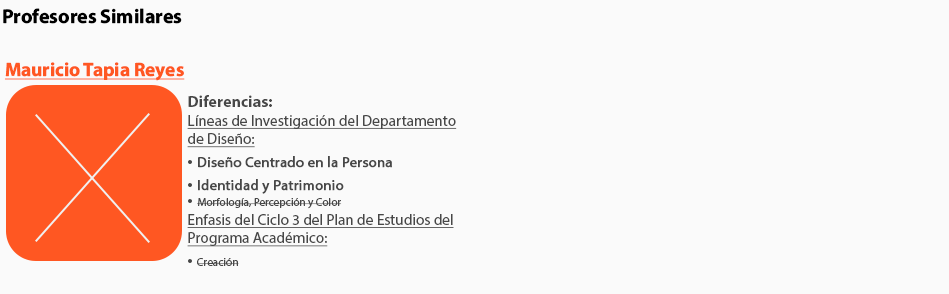 Profesores Similares
Mauricio Tapia Reyes
Diferencias:
Líneas de Investigación del Departamento
de Diseño:
• Diseño Centrado en la Persona
• Identidad y Patrimonio
• Morfología, Percepción y Color
Enfasis del Ciclo 3 del Plan de Estudios del
Programa Académico:
• Creación